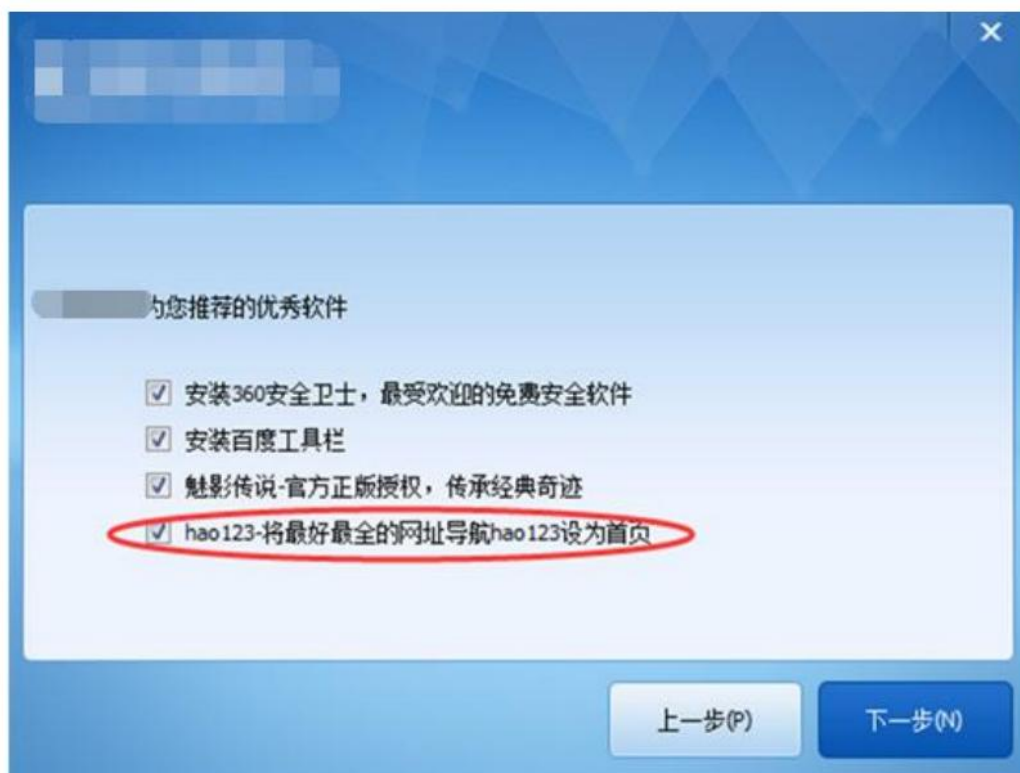 为您推荐的优秀软件
安装360安全卫士，最受欢迎的免费安全软件
安装百度工具栏
魅影传说-官方正版授权，传承经典奇迹
hao123-将最好最全的网址导航hao123设为首页
上一步(P)
下一步(N)